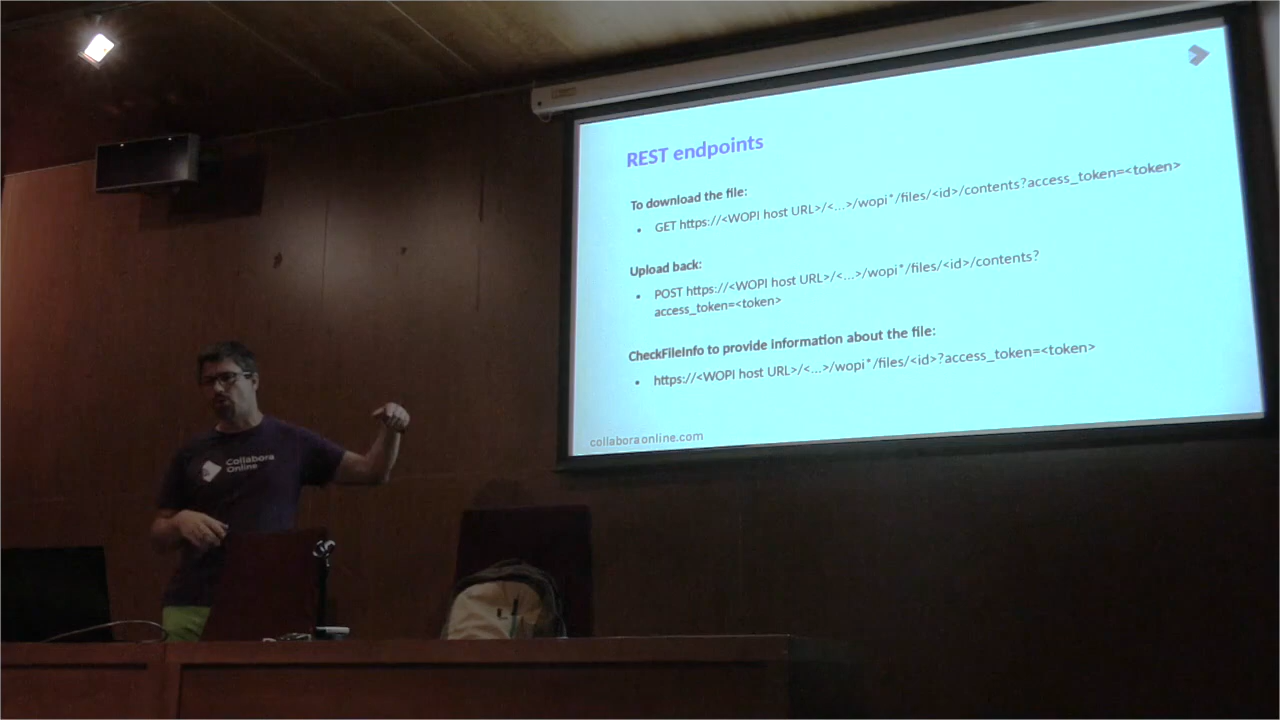 REST endpoints
To download the file:
• GET https://<WOPI host URL>/<...>/wopi*/files/<id>/contents?access_token=<token>
Upload back:
• POST https://<WOPI host URL>/<...>/wopi*/files/<id>/contents?
access_token=<token>
CheckFileInfo to provide information about the file:
• https://<WOPI host URL>/<...>/wopi*/files/<id>?access_token=<token>
collaboraonline.com
Collabora
Online